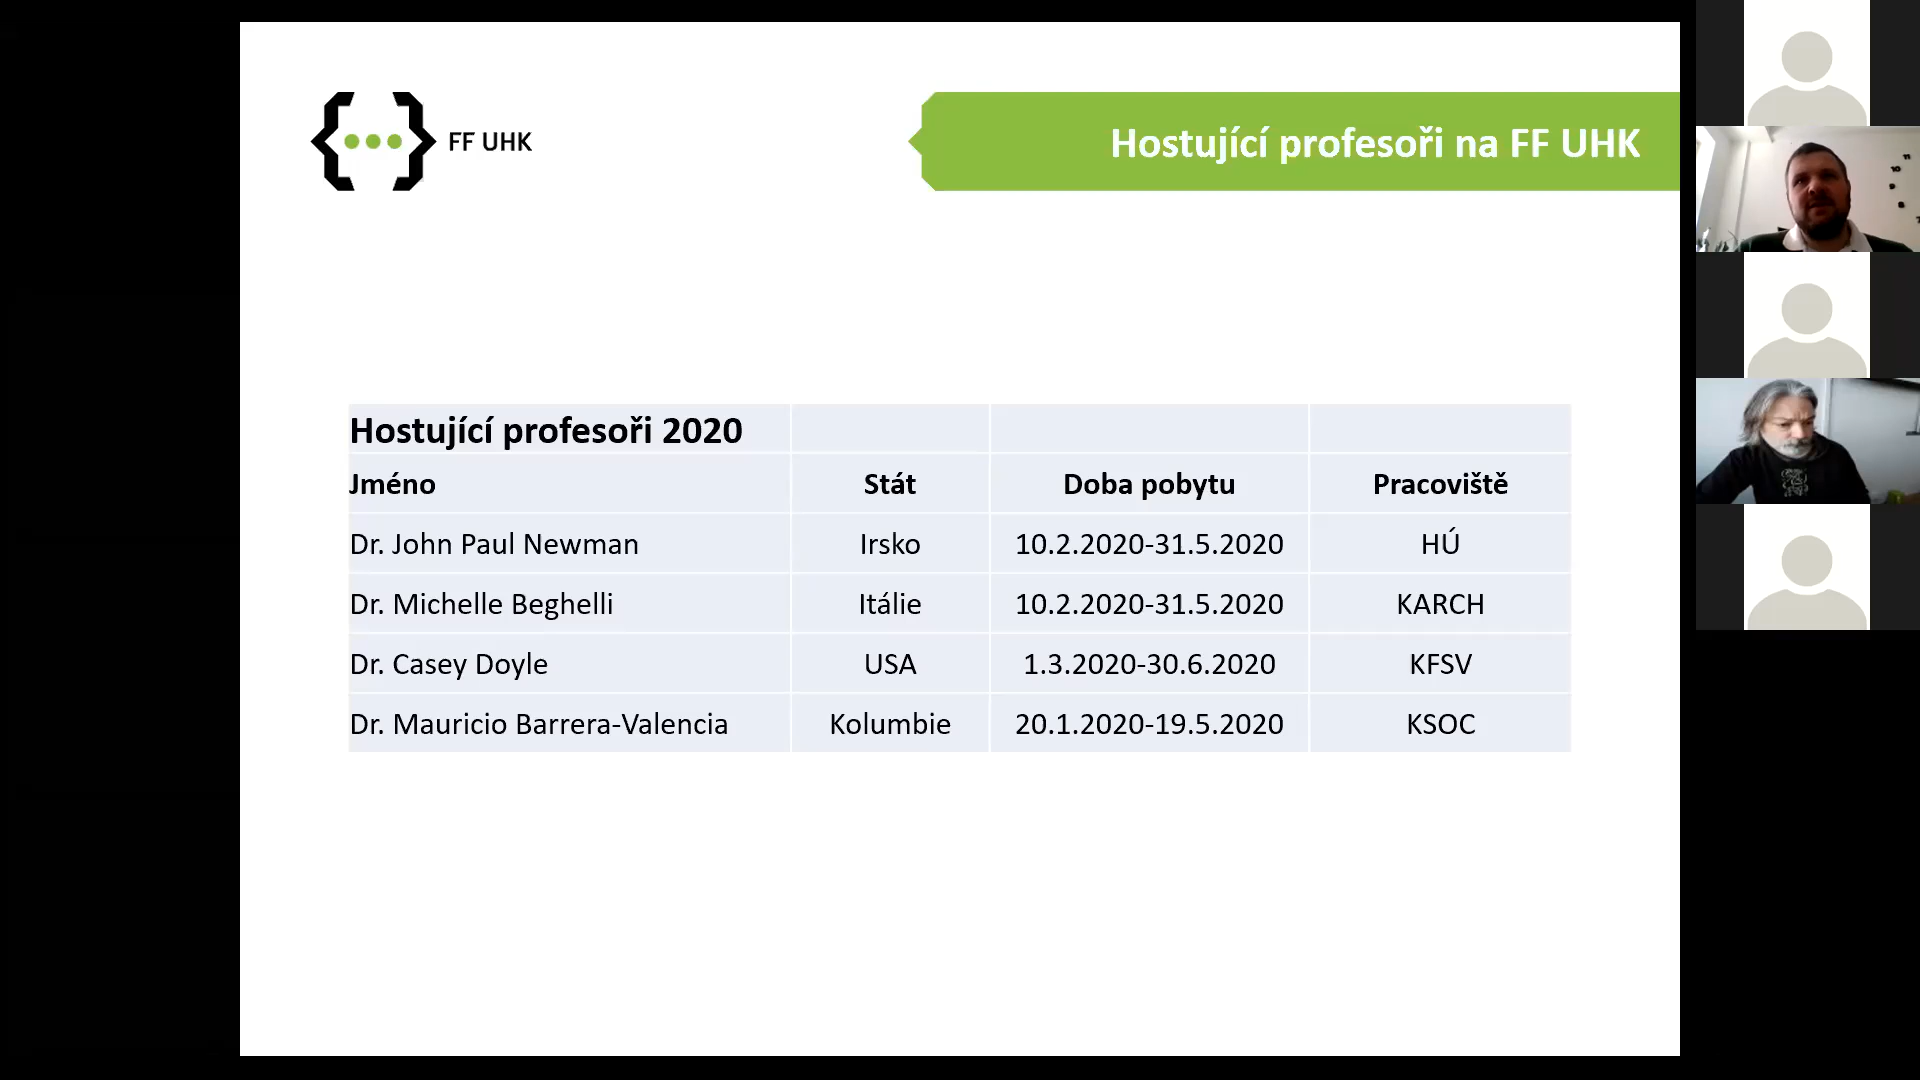 FF UHK
Hostující profesoři na FF UHK
Hostující profesoři 2020
Jméno Stát Doba pobytu Pracoviště
Dr. John Paul Newman Irsko 10.2.2020-31.5.2020 HÚ
Dr. Michelle Beghelli Itálie 10.2.2020-31.5.2020 KARCH
Dr. Casey Doyle USA 1.3.2020-30.6.2020 KFSV
Dr. Mauricio Barrera-Valencia Kolumbie 20.1.2020-19.5.2020 KSOC